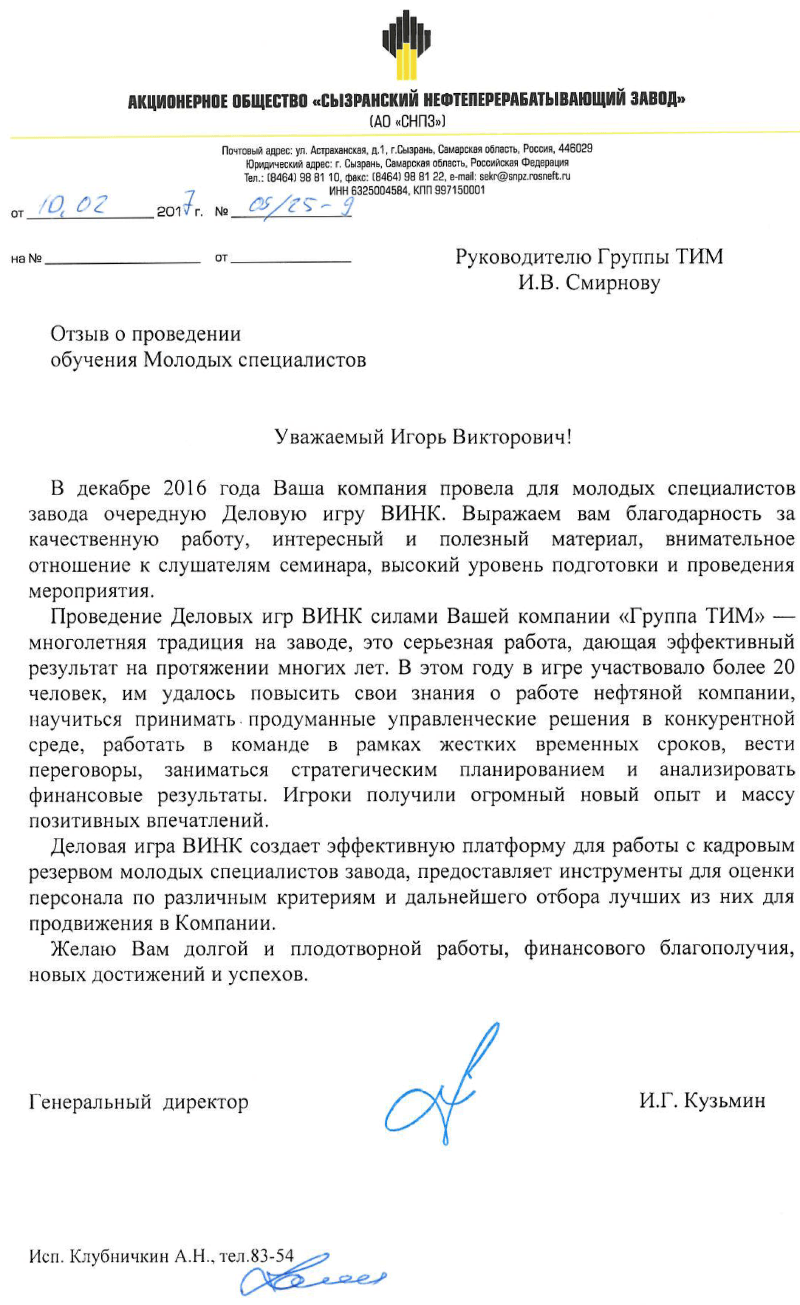 АКЦИОНЕРНОЕ ОБЩЕСТВО «СЫЗРАНСКИЙ НЕФТЕПЕРЕРАБАТЫВАЮЩИЙ ЗАВОД»
(АО «СНПЗ»)
Почтовый адрес: ул. Астраханская, д.1, г.Сызрань, Самарская область, Россия, 446029
Юридический адрес: г. Сызрань, Самарская область, Российская Федерация
Тел.: (8464) 98 81 10, факс: (8464) 98 81 22, e-mail: sekr@snpz.rosneft.ru
ИНН 6325004584, КПП 997150001
от 10.02 2017 г. № 05/25-9
на № от
Руководителю Группы ТИМ
И.В. Смирнову
Отзыв о проведении
обучения Молодых специалистов
Уважаемый Игорь Викторович!
В декабре 2016 года Ваша компания провела для молодых специалистов
завода очередную Деловую игру ВИНК. Выражаем вам благодарность за
качественную работу, интересный и полезный материал, внимательное
отношение к слушателям семинара, высокий уровень подготовки и проведения
мероприятия.
Проведение Деловых игр ВИНК силами Вашей компании «Группа ТИМ» —
многолетняя традиция на заводе, это серьезная работа, дающая эффективный
результат на протяжении многих лет. В этом году в игре участвовало более 20
человек, им удалось повысить свои знания о работе нефтяной компании,
научиться принимать продуманные управленческие решения в конкурентной
среде, работать в команде в рамках жестких временных сроков, вести
переговоры, заниматься стратегическим планированием и анализировать
финансовые результаты. Игроки получили огромный новый опыт и массу
позитивных впечатлений.
Деловая игра ВИНК создает эффективную платформу для работы с кадровым
резервом молодых специалистов завода, предоставляет инструменты для оценки
персонала по различным критериям и дальнейшего отбора лучших из них для
продвижения в Компании.
Желаю Вам долгой и плодотворной работы, финансового благополучия,
новых достижений и успехов.
Генеральный директор И.Г. Кузьмин
Исп. Клубничкин А.Н., тел.83-54